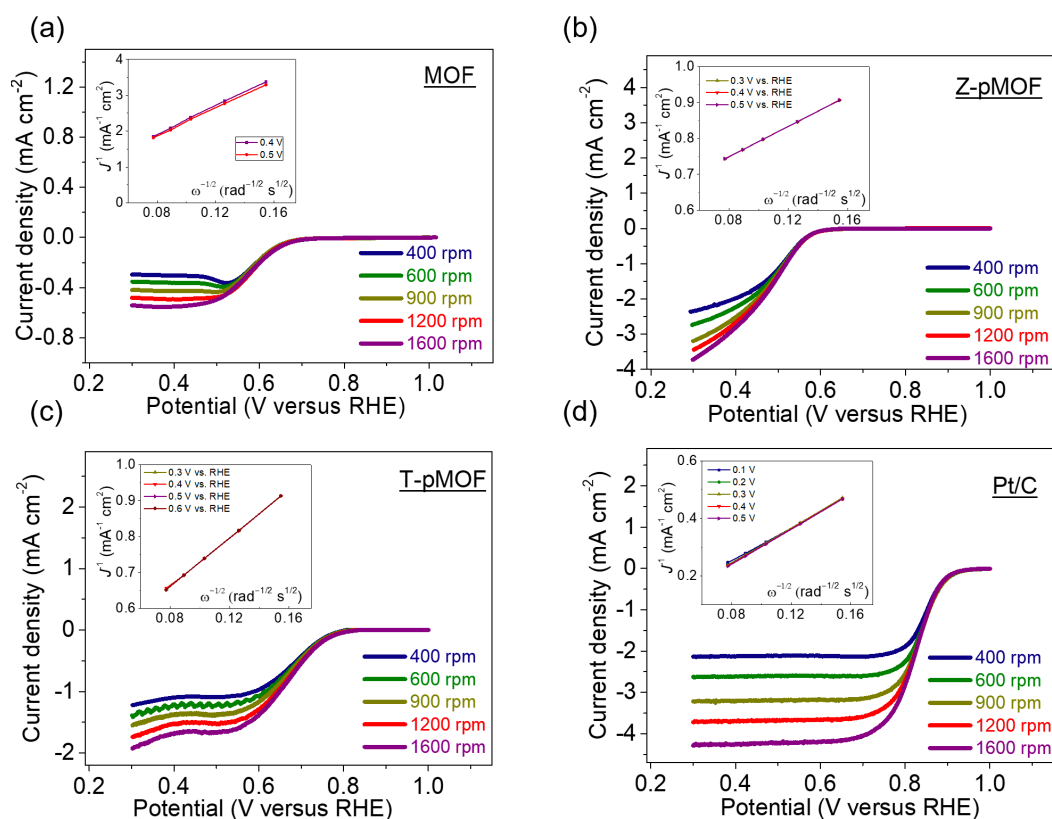 (a)
MOF
Current density (mA cm⁻²)
1.2
0.8
0.4
0.0
-0.4
-0.8
0.2 0.4 0.6 0.8 1.0
Potential (V versus RHE)
400 rpm
600 rpm
900 rpm
1200 rpm
1600 rpm
J⁻¹ (mA⁻¹ cm²)
4
3
2
1
0
0.08 0.12 0.16
ω⁻¹/² (rad⁻¹/² s¹/²)
0.4 V
0.5 V
(b)
Z-pMOF
Current density (mA cm⁻²)
4
3
2
1
0
-1
-2
-3
-4
0.2 0.4 0.6 0.8 1.0
Potential (V versus RHE)
400 rpm
600 rpm
900 rpm
1200 rpm
1600 rpm
J⁻¹ (mA⁻¹ cm²)
1.0
0.9
0.8
0.7
0.6
0.08 0.12 0.16
ω⁻¹/² (rad⁻¹/² s¹/²)
0.3 V vs. RHE
0.4 V vs. RHE
0.5 V vs. RHE
(c)
T-pMOF
Current density (mA cm⁻²)
2
1
0
-1
-2
0.2 0.4 0.6 0.8 1.0
Potential (V versus RHE)
400 rpm
600 rpm
900 rpm
1200 rpm
1600 rpm
J⁻¹ (mA⁻¹ cm²)
1.0
0.9
0.8
0.7
0.6
0.08 0.12 0.16
ω⁻¹/² (rad⁻¹/² s¹/²)
0.3 V vs. RHE
0.4 V vs. RHE
0.5 V vs. RHE
0.6 V vs. RHE
(d)
Pt/C
Current density (mA cm⁻²)
2
1
0
-1
-2
-3
-4
0.2 0.4 0.6 0.8 1.0
Potential (V versus RHE)
400 rpm
600 rpm
900 rpm
1200 rpm
1600 rpm
J⁻¹ (mA⁻¹ cm²)
0.6
0.4
0.2
0.08 0.12 0.16
ω⁻¹/² (rad⁻¹/² s¹/²)
0.1 V
0.2 V
0.3 V
0.4 V
0.5 V